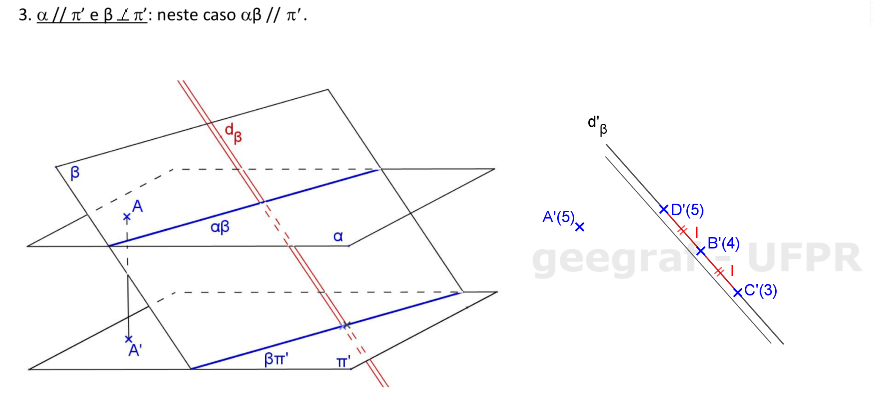 3. α // π' e β ⊥̸ π': neste caso αβ // π'.
dβ
β
A
αβ
α
A'
βπ'
π'
d'β
A'(5)
D'(5)
I
B'(4)
I
C'(3)
geegraf - UFPR